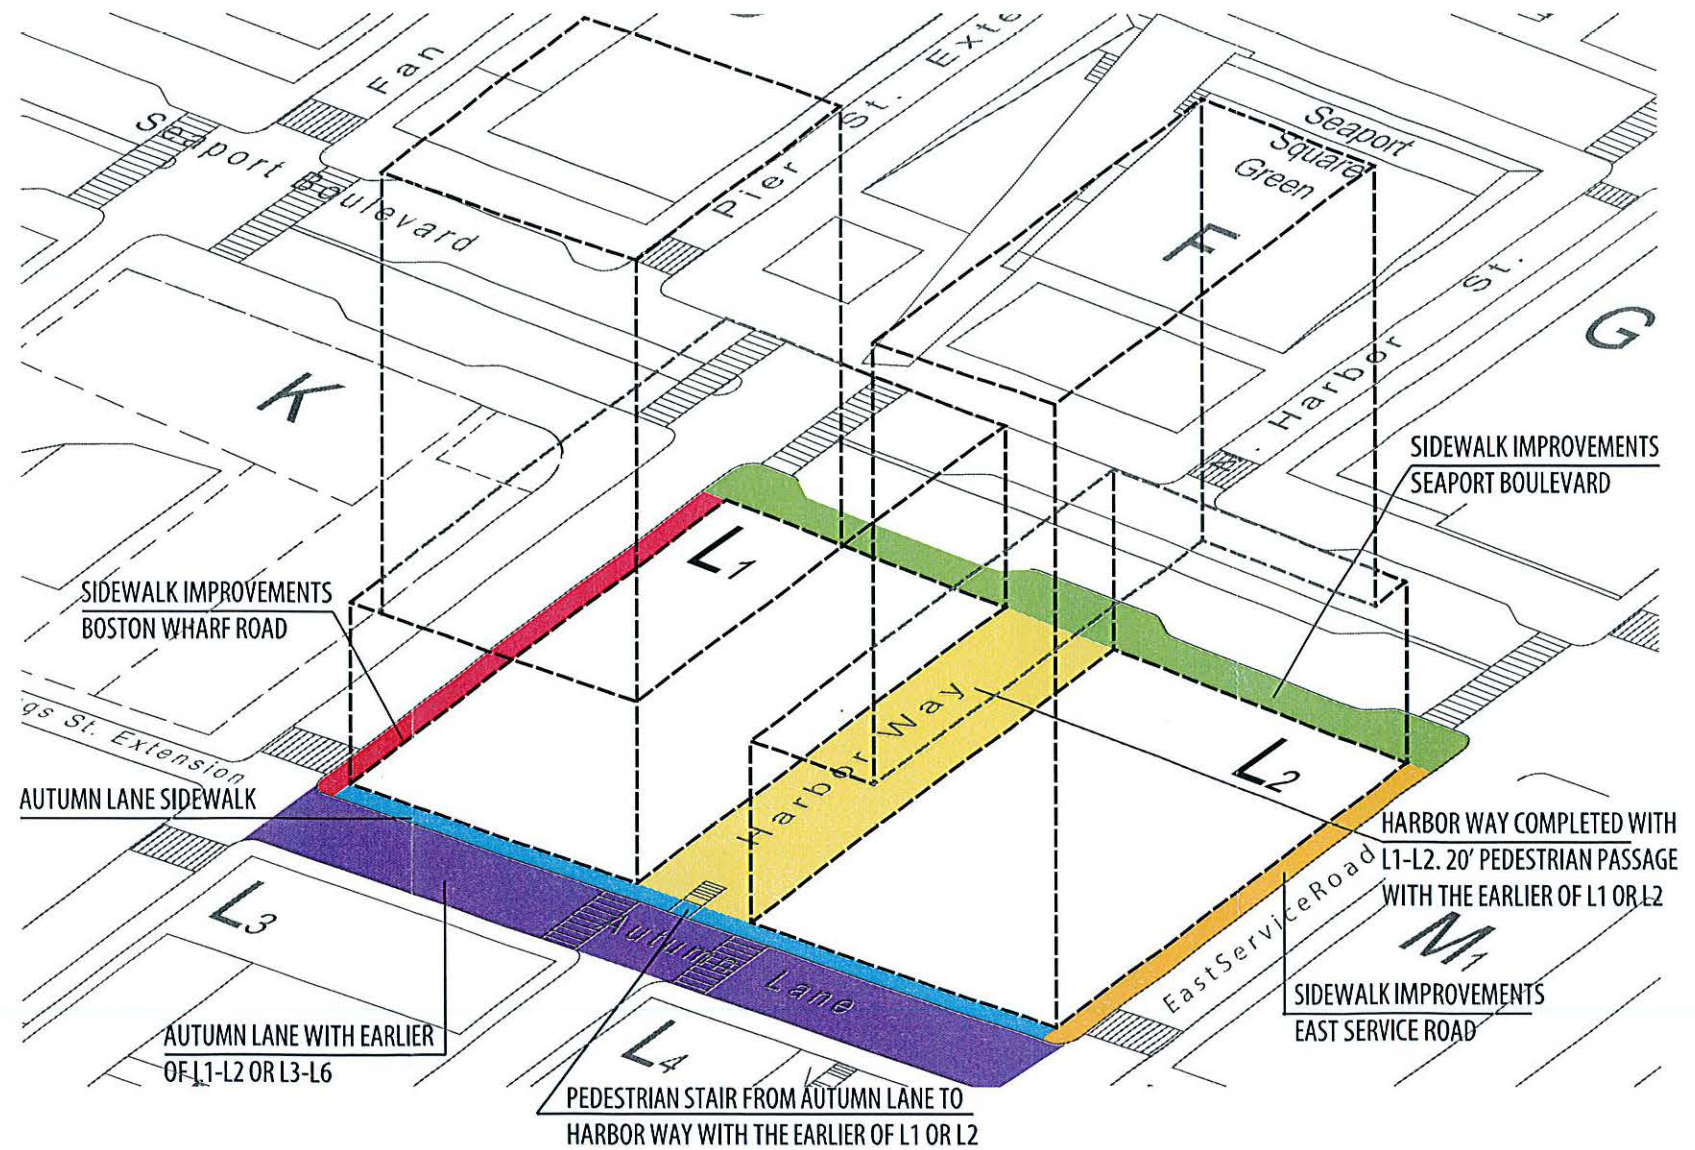 Fan
Seaport Boulevard
Pier St. Exte
Seaport
Square
Green
F
G
K
E. Harbor St.
SIDEWALK IMPROVEMENTS
SEAPORT BOULEVARD
L1
SIDEWALK IMPROVEMENTS
BOSTON WHARF ROAD
gs St. Extension
AUTUMN LANE SIDEWALK
Harbor Way
L2
HARBOR WAY COMPLETED WITH
L1-L2. 20' PEDESTRIAN PASSAGE
WITH THE EARLIER OF L1 OR L2
L3
M1
EastServiceRoad
Autumn Lane
SIDEWALK IMPROVEMENTS
EAST SERVICE ROAD
AUTUMN LANE WITH EARLIER
OF L1-L2 OR L3-L6
L4
PEDESTRIAN STAIR FROM AUTUMN LANE TO
HARBOR WAY WITH THE EARLIER OF L1 OR L2